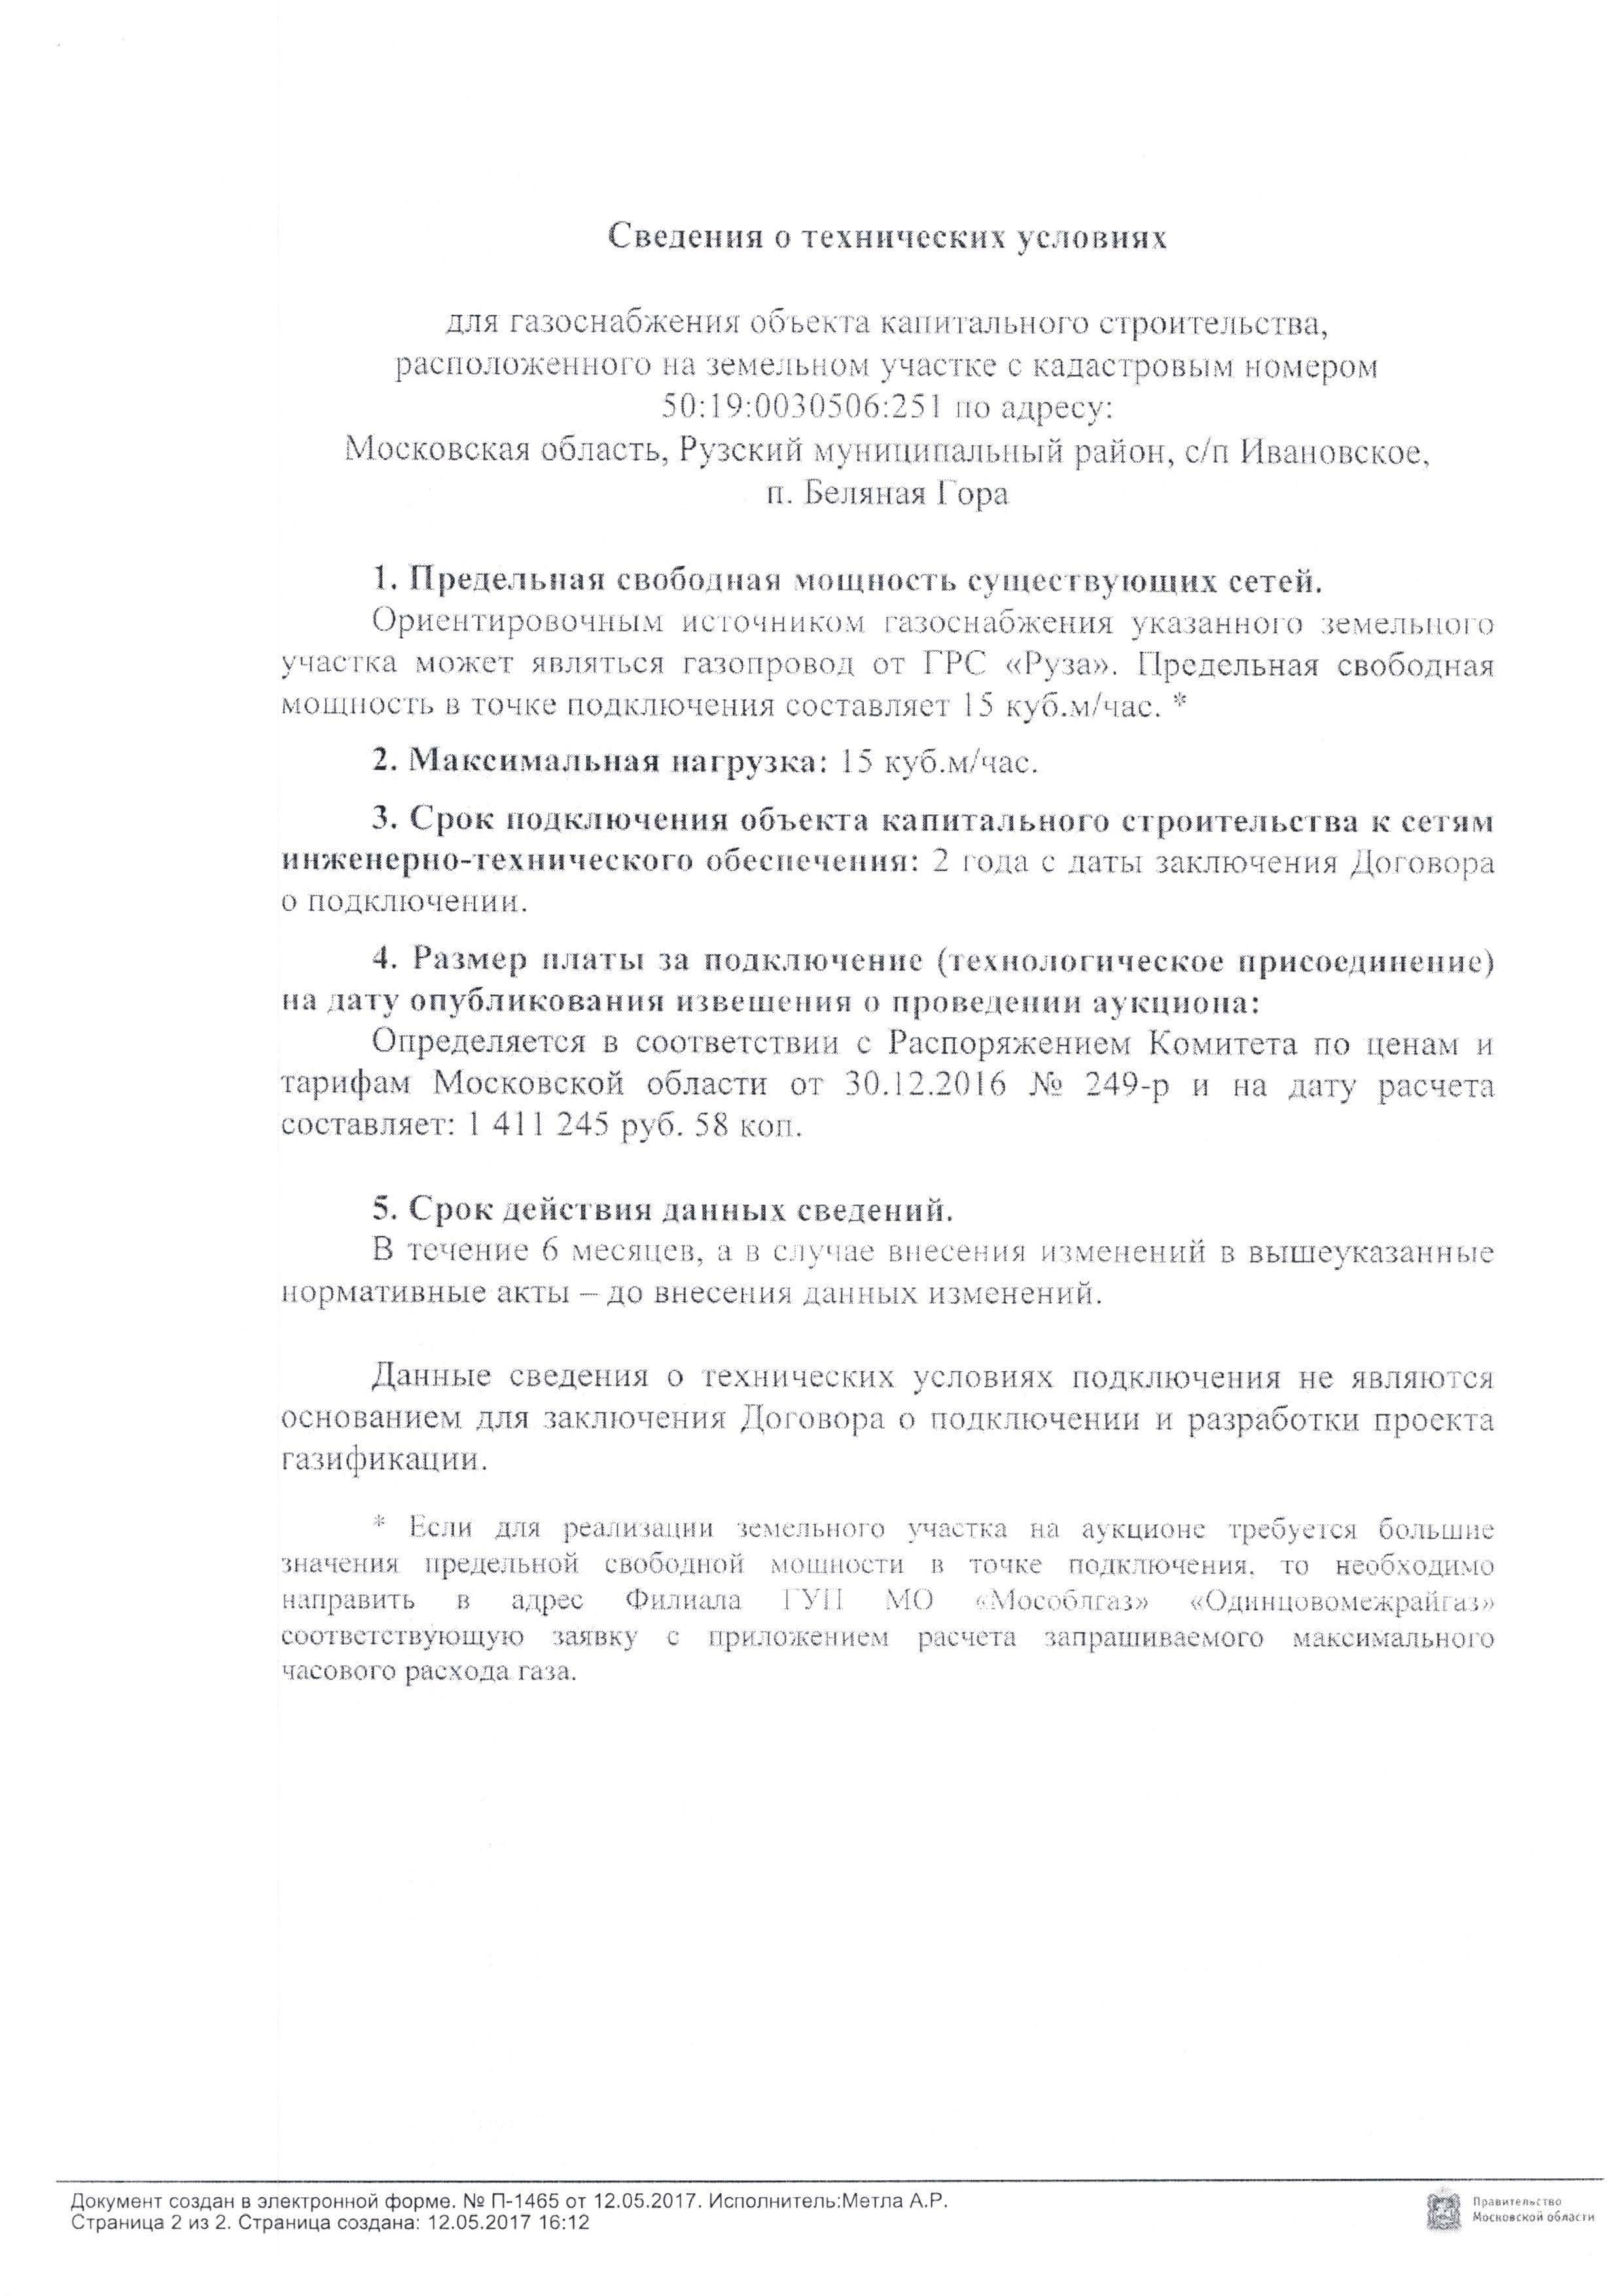 Сведения о технических условиях
для газоснабжения объекта капитального строительства,
расположенного на земельном участке с кадастровым номером
50:19:0030506:251 по адресу:
Московская область, Рузский муниципальный район, с/п Ивановское,
п. Беляная Гора
1. Предельная свободная мощность существующих сетей.
Ориентировочным источником газоснабжения указанного земельного
участка может являться газопровод от ГРС «Руза». Предельная свободная
мощность в точке подключения составляет 15 куб.м/час. *
2. Максимальная нагрузка: 15 куб.м/час.
3. Срок подключения объекта капитального строительства к сетям
инженерно-технического обеспечения: 2 года с даты заключения Договора
о подключении.
4. Размер платы за подключение (технологическое присоединение)
на дату опубликования извещения о проведении аукциона:
Определяется в соответствии с Распоряжением Комитета по ценам и
тарифам Московской области от 30.12.2016 № 249-р и на дату расчета
составляет: 1 411 245 руб. 58 коп.
5. Срок действия данных сведений.
В течение 6 месяцев, а в случае внесения изменений в вышеуказанные
нормативные акты – до внесения данных изменений.
Данные сведения о технических условиях подключения не являются
основанием для заключения Договора о подключении и разработки проекта
газификации.
* Если для реализации земельного участка на аукционе требуется большие
значения предельной свободной мощности в точке подключения, то необходимо
направить в адрес Филиала ГУП МО «Мособлгаз» «Одинцовомежрайгаз»
соответствующую заявку с приложением расчета запрашиваемого максимального
часового расхода газа.
Документ создан в электронной форме. № П-1465 от 12.05.2017. Исполнитель:Метла А.Р.
Страница 2 из 2. Страница создана: 12.05.2017 16:12
Правительство
Московской области